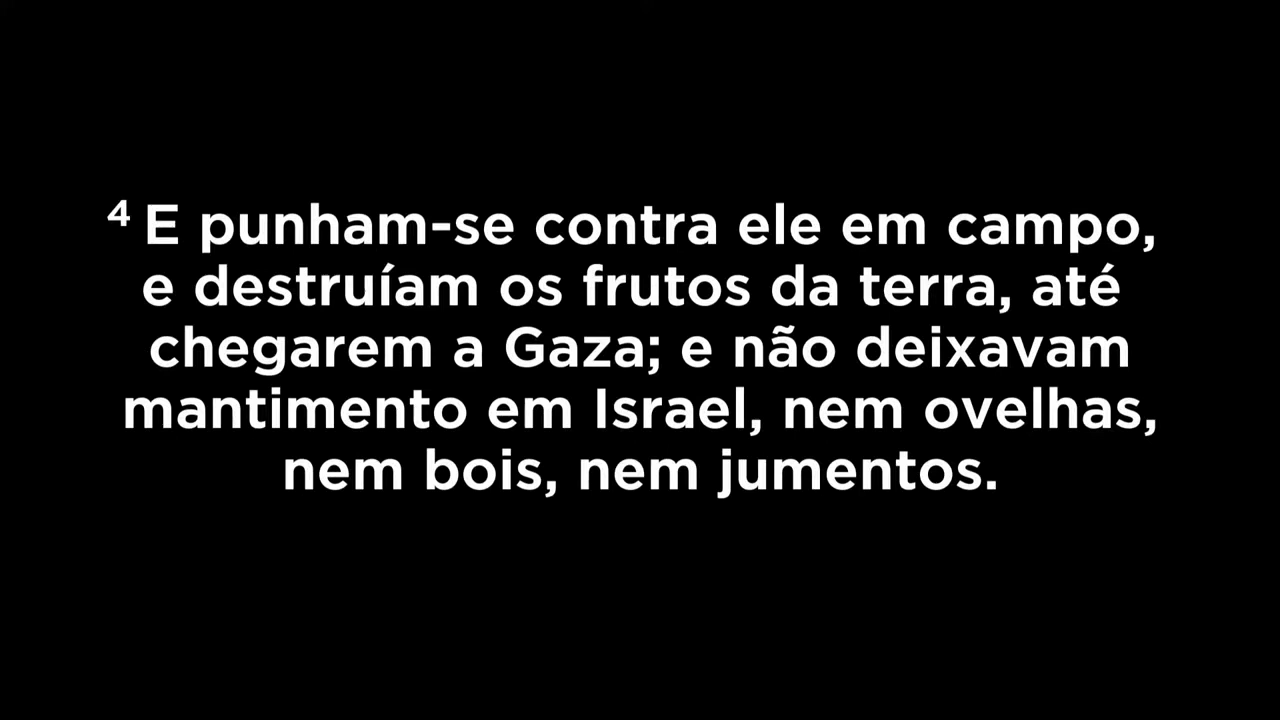 ⁴ E punham-se contra ele em campo,
e destruíam os frutos da terra, até
chegarem a Gaza; e não deixavam
mantimento em Israel, nem ovelhas,
nem bois, nem jumentos.